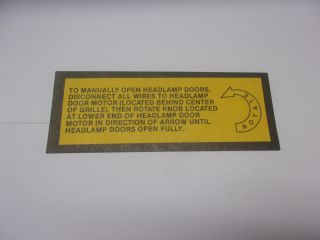 TO MANUALLY OPEN HEADLAMP DOORS,
DISCONNECT ALL WIRES TO HEADLAMP
DOOR MOTOR (LOCATED BEHIND CENTER
OF GRILLE), THEN ROTATE KNOB LOCATED
AT LOWER END OF HEADLAMP DOOR
MOTOR IN DIRECTION OF ARROW UNTIL
HEADLAMP DOORS OPEN FULLY.
ROTATE